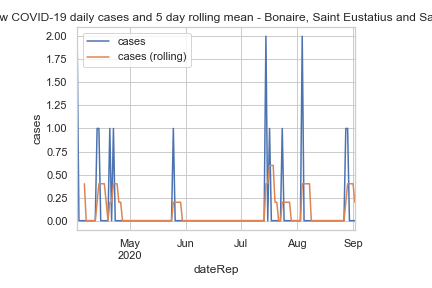 w COVID-19 daily cases and 5 day rolling mean - Bonaire, Saint Eustatius and Sa
cases
cases (rolling)
2.00
1.75
1.50
1.25
1.00
0.75
0.50
0.25
0.00
cases
May
2020
Jun
Jul
Aug
Sep
dateRep